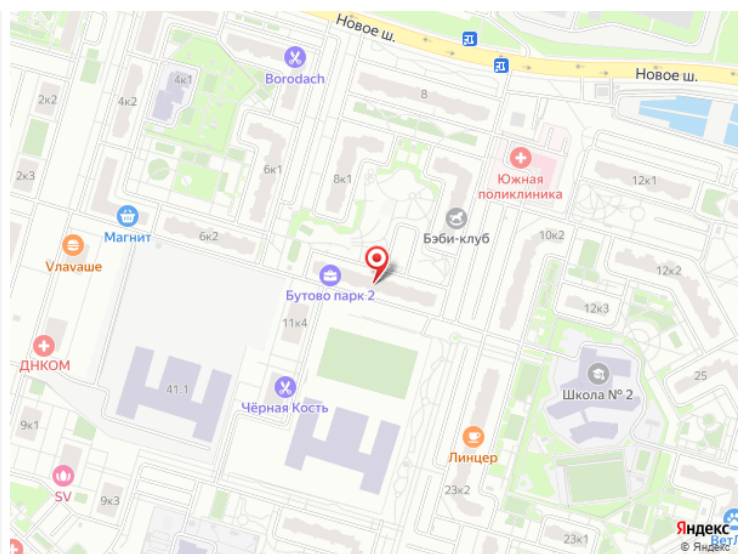 Новое ш.
Новое ш.
Borodach
4к1
2к2
4к2
8
6к1
8к1
Южная
поликлиника
12к1
2к3
Магнит
6к2
Бэби-клуб
10к2
Vлаvаше
12к2
Бутово парк 2
11к4
ДНКОМ
41.1
Чёрная Кость
Школа № 2
25
9к1
Линцер
SV
9к3
23к2
23к1
Яндекс
ВетЛ
© Яндекс